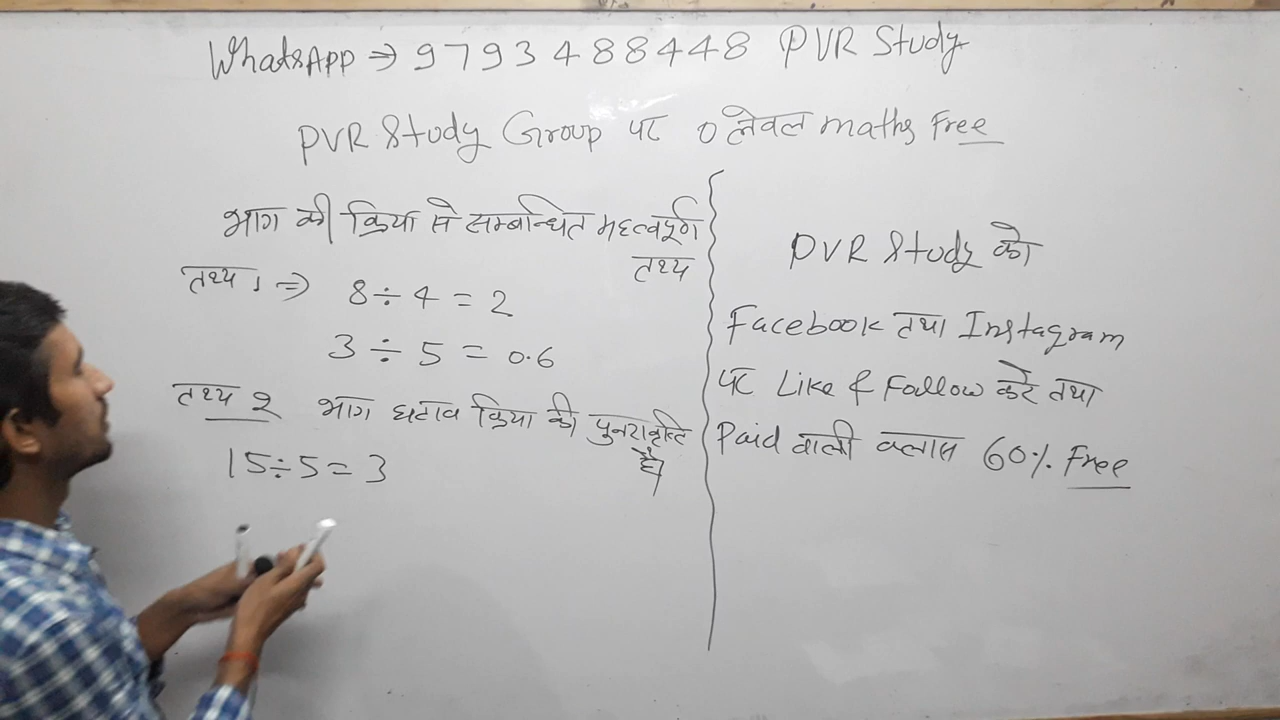 WhatsApp ⇒ 9793488448 PVR Study
PVR Study Group पर 0 लेवल maths Free
भाग की क्रिया से सम्बन्धित महत्वपूर्ण
तथ्य
तथ्य 1 ⇒ 8 ÷ 4 = 2
3 ÷ 5 = 0.6
तथ्य 2 भाग घटाव क्रिया की पुनरावृत्ति
है।
15 ÷ 5 = 3
PVR Study को
Facebook तथा Instagram
पर Like & Follow करे तथा
Paid वाली क्लास 60% Free